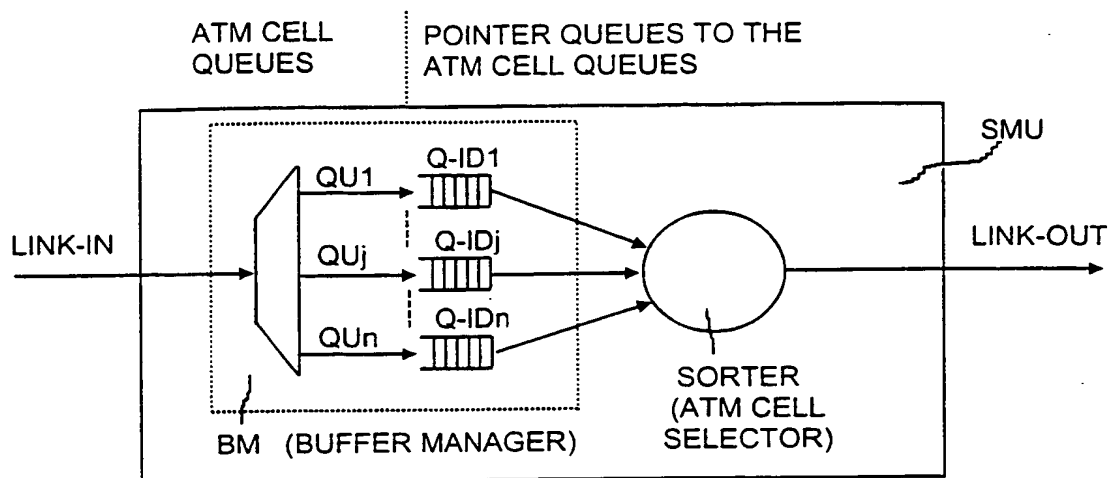 ATM CELL
QUEUES
POINTER QUEUES TO THE
ATM CELL QUEUES
SMU
Q-ID1
QU1
LINK-IN
Q-IDj
QUj
LINK-OUT
Q-IDn
QUn
SORTER
(ATM CELL
SELECTOR)
BM (BUFFER MANAGER)